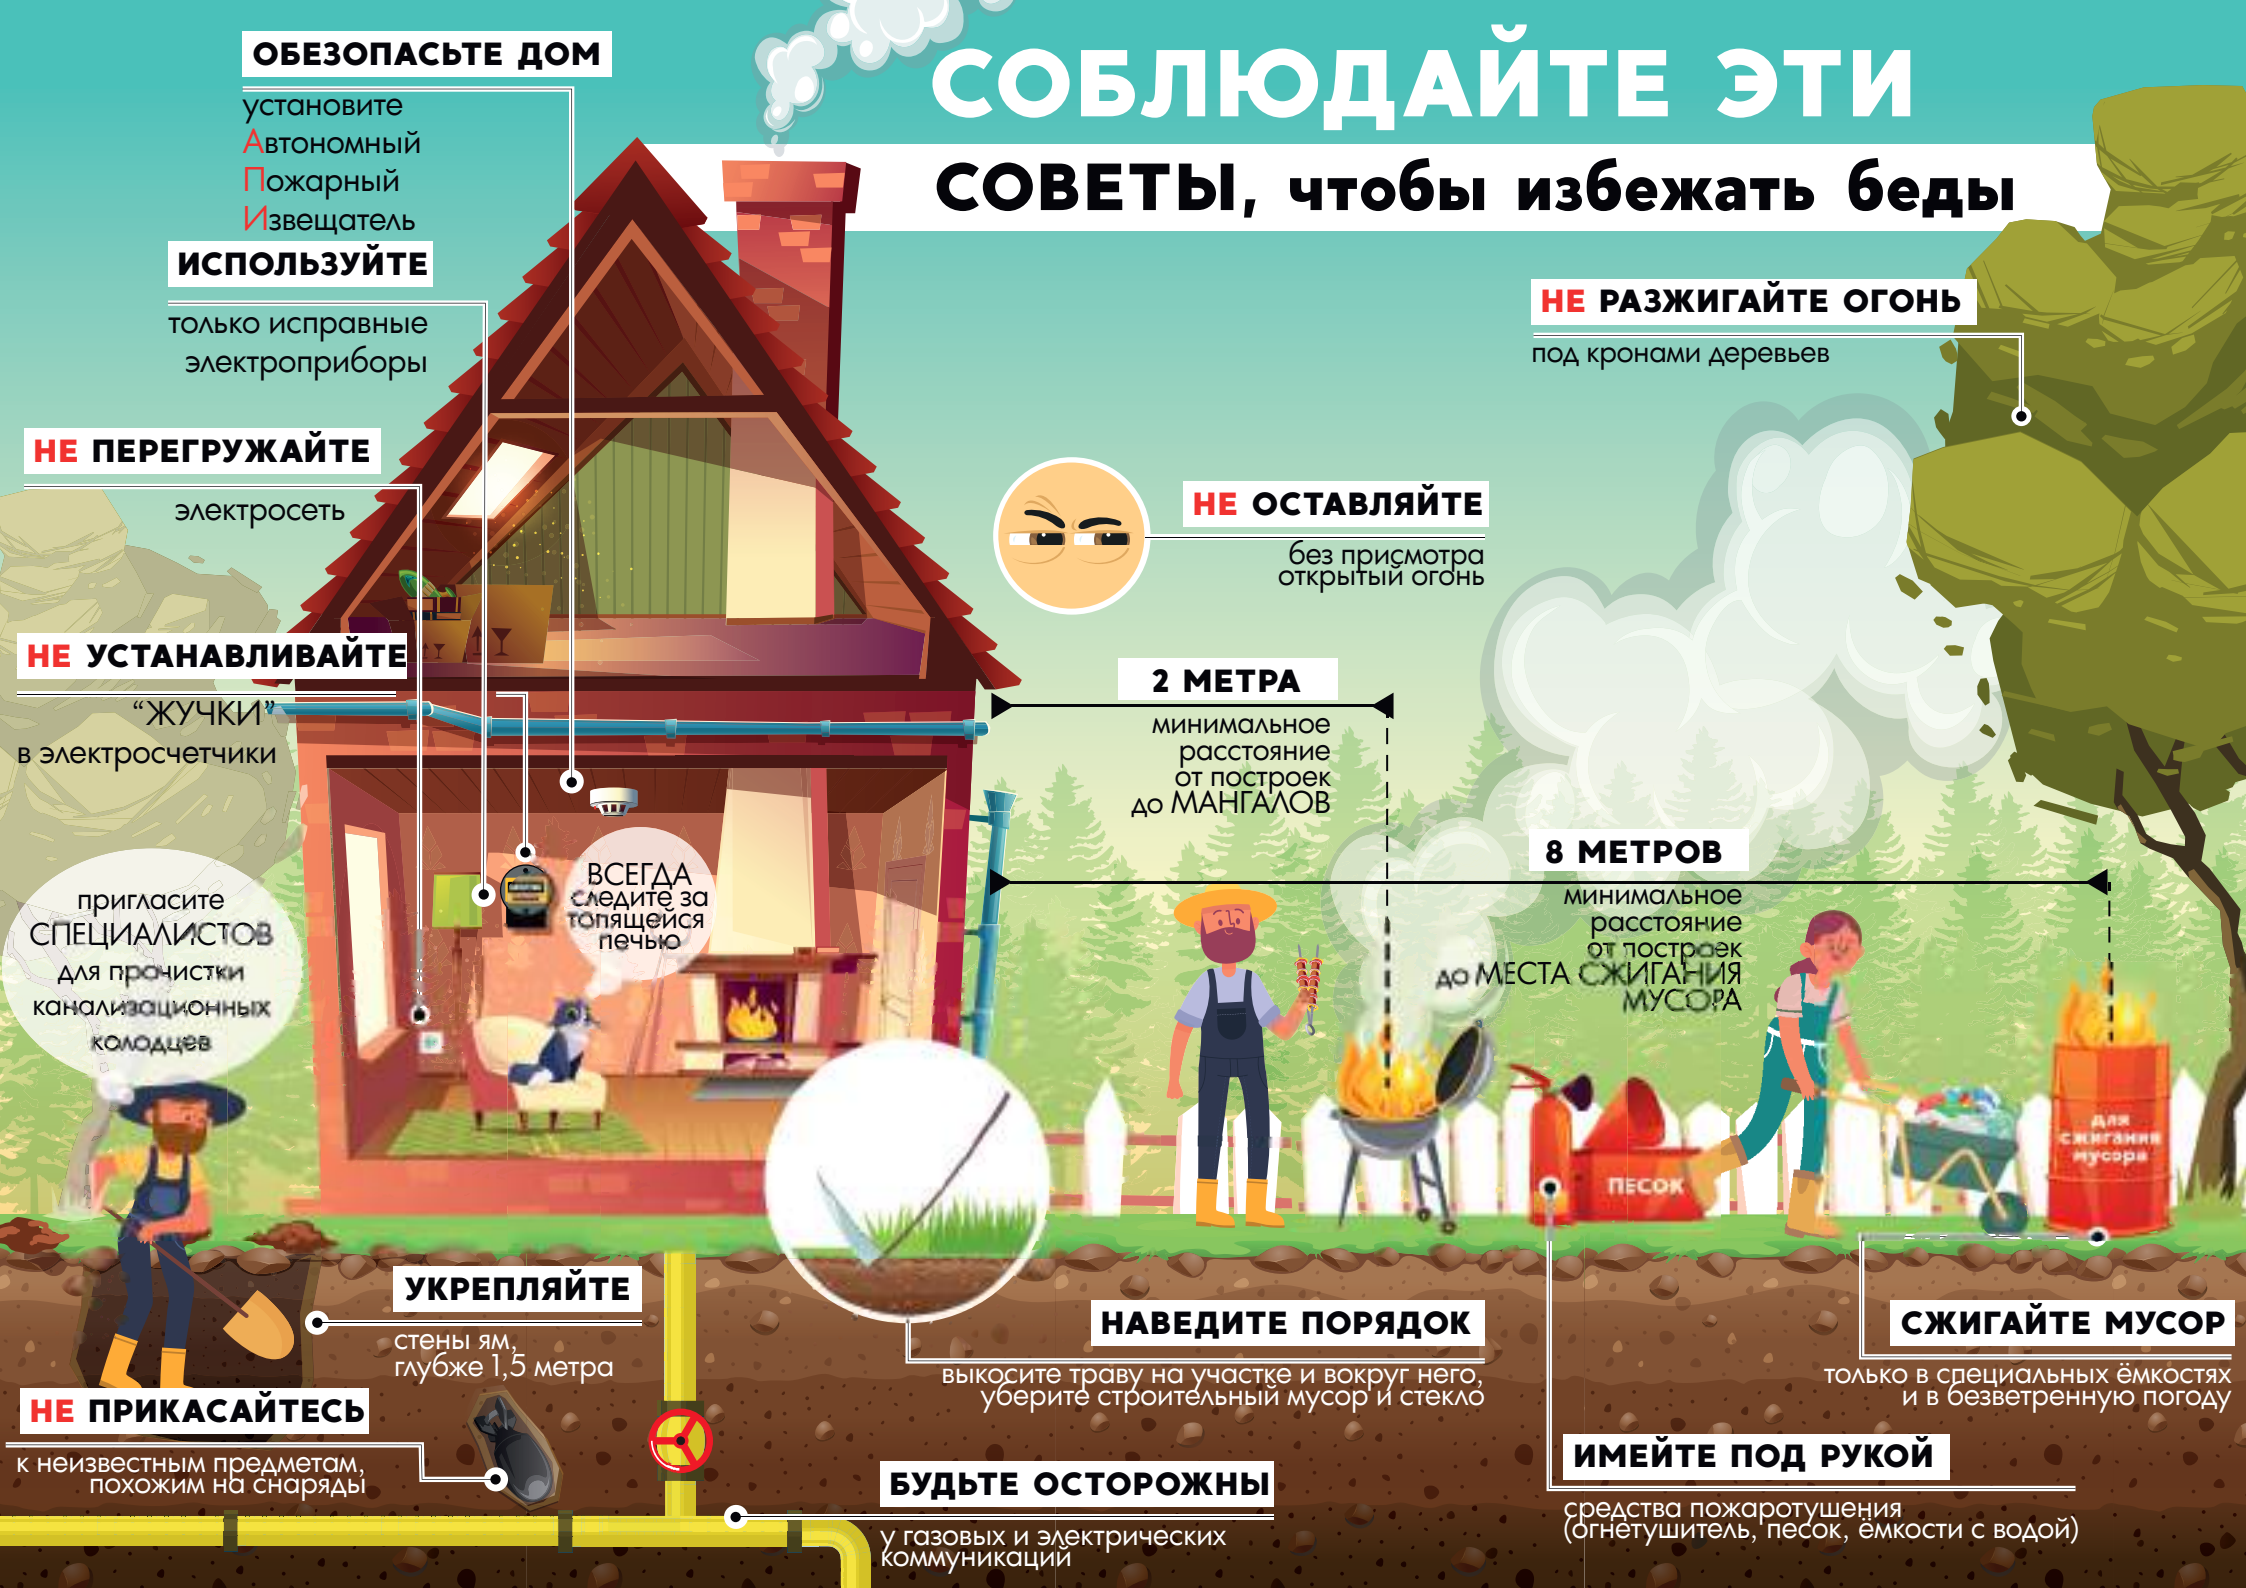 СОБЛЮДАЙТЕ ЭТИ
СОВЕТЫ, чтобы избежать беды
ОБЕЗОПАСЬТЕ ДОМ
установите
Автономный
Пожарный
Извещатель
ИСПОЛЬЗУЙТЕ
только исправные
электроприборы
НЕ ПЕРЕГРУЖАЙТЕ
электросеть
НЕ УСТАНАВЛИВАЙТЕ
“ЖУЧКИ”
в электросчетчики
пригласите
СПЕЦИАЛИСТОВ
для прочистки
канализационных
колодцев
ВСЕГДА
следите за
топящейся
печью
НЕ РАЗЖИГАЙТЕ ОГОНЬ
под кронами деревьев
НЕ ОСТАВЛЯЙТЕ
без присмотра
открытый огонь
2 МЕТРА
минимальное
расстояние
от построек
до МАНГАЛОВ
8 МЕТРОВ
минимальное
расстояние
от построек
до МЕСТА СЖИГАНИЯ
МУСОРА
ПЕСОК
для
сжигания
мусора
УКРЕПЛЯЙТЕ
стены ям,
глубже 1,5 метра
НЕ ПРИКАСАЙТЕСЬ
к неизвестным предметам,
похожим на снаряды
НАВЕДИТЕ ПОРЯДОК
выкосите траву на участке и вокруг него,
уберите строительный мусор и стекло
БУДЬТЕ ОСТОРОЖНЫ
у газовых и электрических
коммуникаций
СЖИГАЙТЕ МУСОР
только в специальных ёмкостях
и в безветренную погоду
ИМЕЙТЕ ПОД РУКОЙ
средства пожаротушения
(огнетушитель, песок, ёмкости с водой)